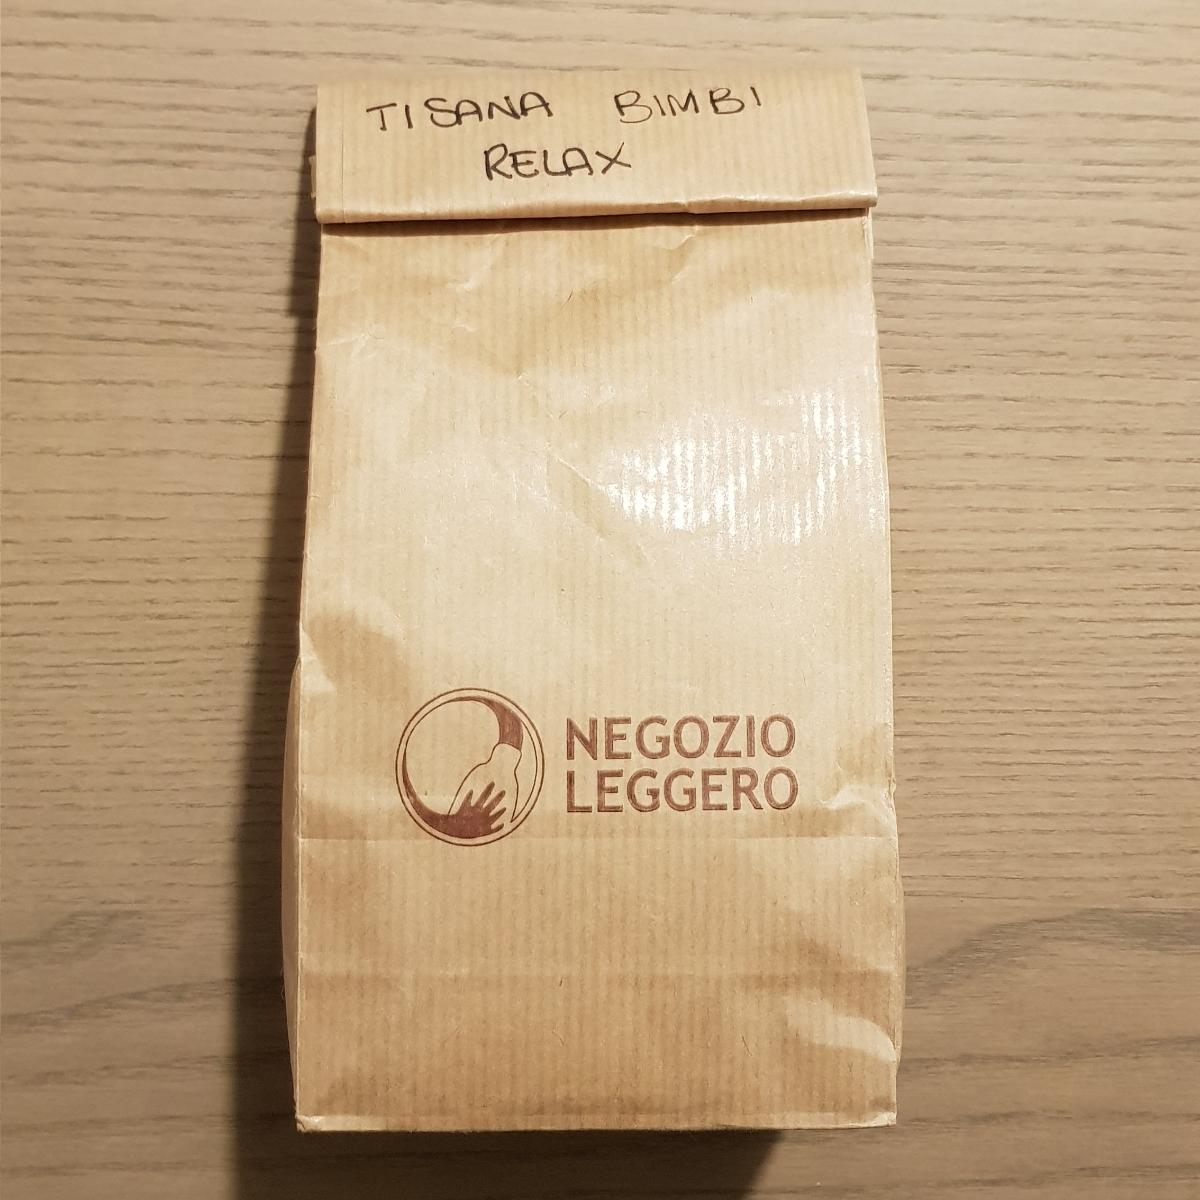 TISANA BIMBI
RELAX
NEGOZIO
LEGGERO